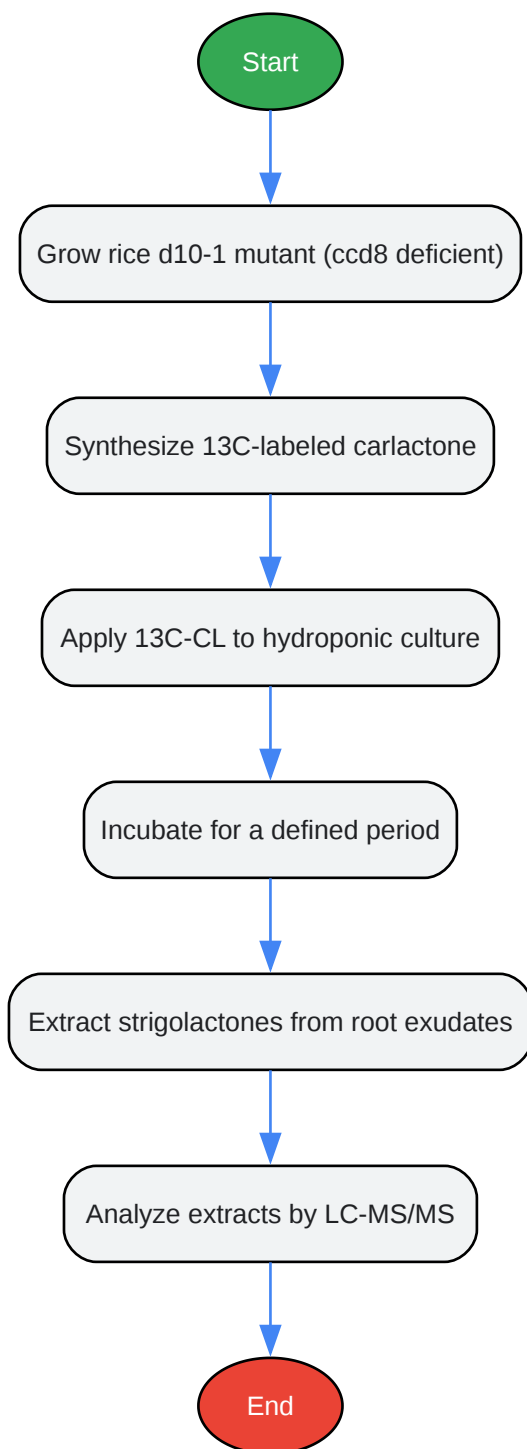 Start
Grow rice d10-1 mutant (ccd8 deficient)
Synthesize 13C-labeled carlactone
Apply 13C-CL to hydroponic culture
Incubate for a defined period
Extract strigolactones from root exudates
Analyze extracts by LC-MS/MS
End